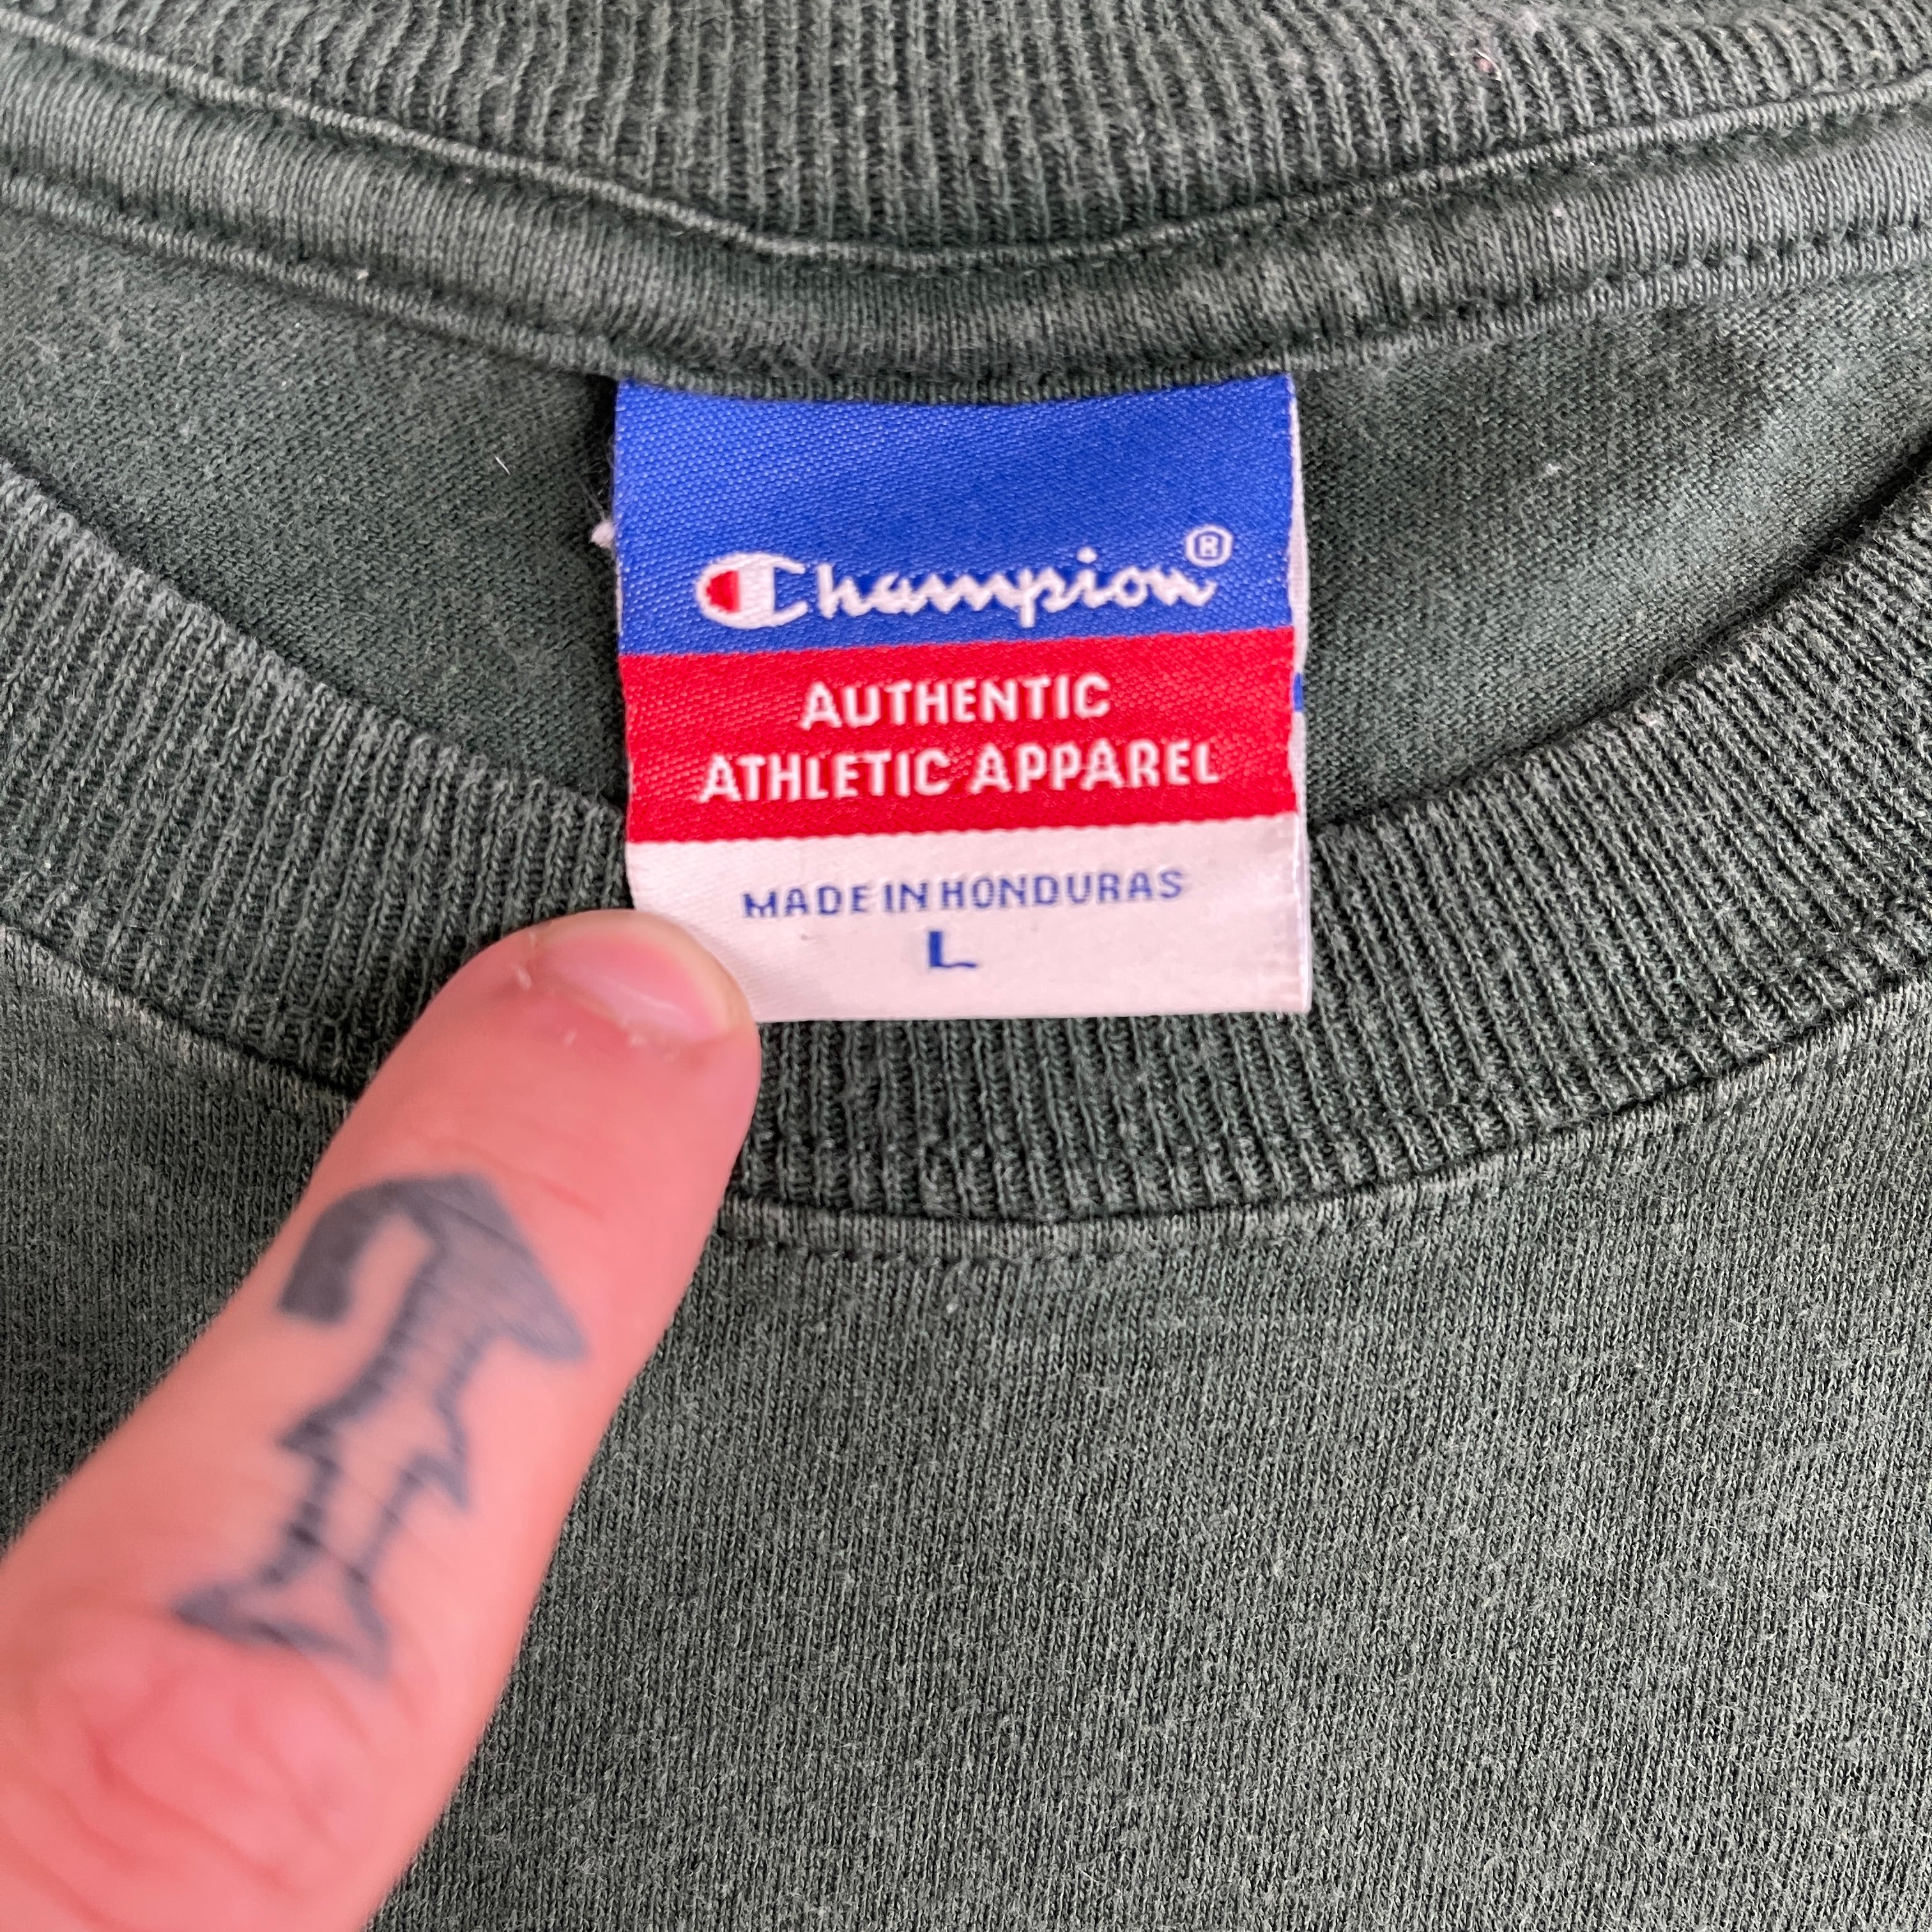 Champion®
AUTHENTIC
ATHLETIC APPAREL
MADE IN HONDURAS
L